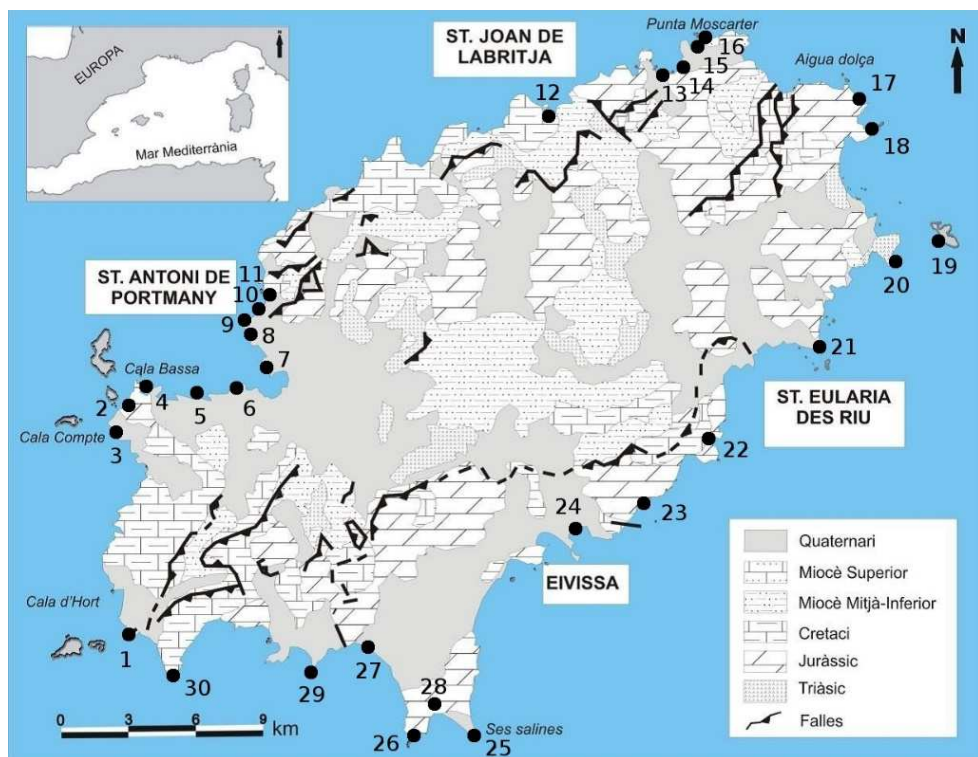 EUROPA
Mar Mediterrània
N
ST. JOAN DE
LABRITJA
Punta Moscarter
16
15
14
13
12
Aigua dolça
17
18
19
20
21
ST. ANTONI DE
PORTMANY
11
10
9
8
7
Cala Bassa
2
4
5
6
Cala Compte
3
ST. EULARIA
DES RIU
22
23
24
EIVISSA
Cala d'Hort
1
30
29
27
28
26
25
Ses salines
0
3
6
9
km
Quaternari
Miocè Superior
Miocè Mitjà-Inferior
Cretaci
Juràssic
Triàsic
Falles